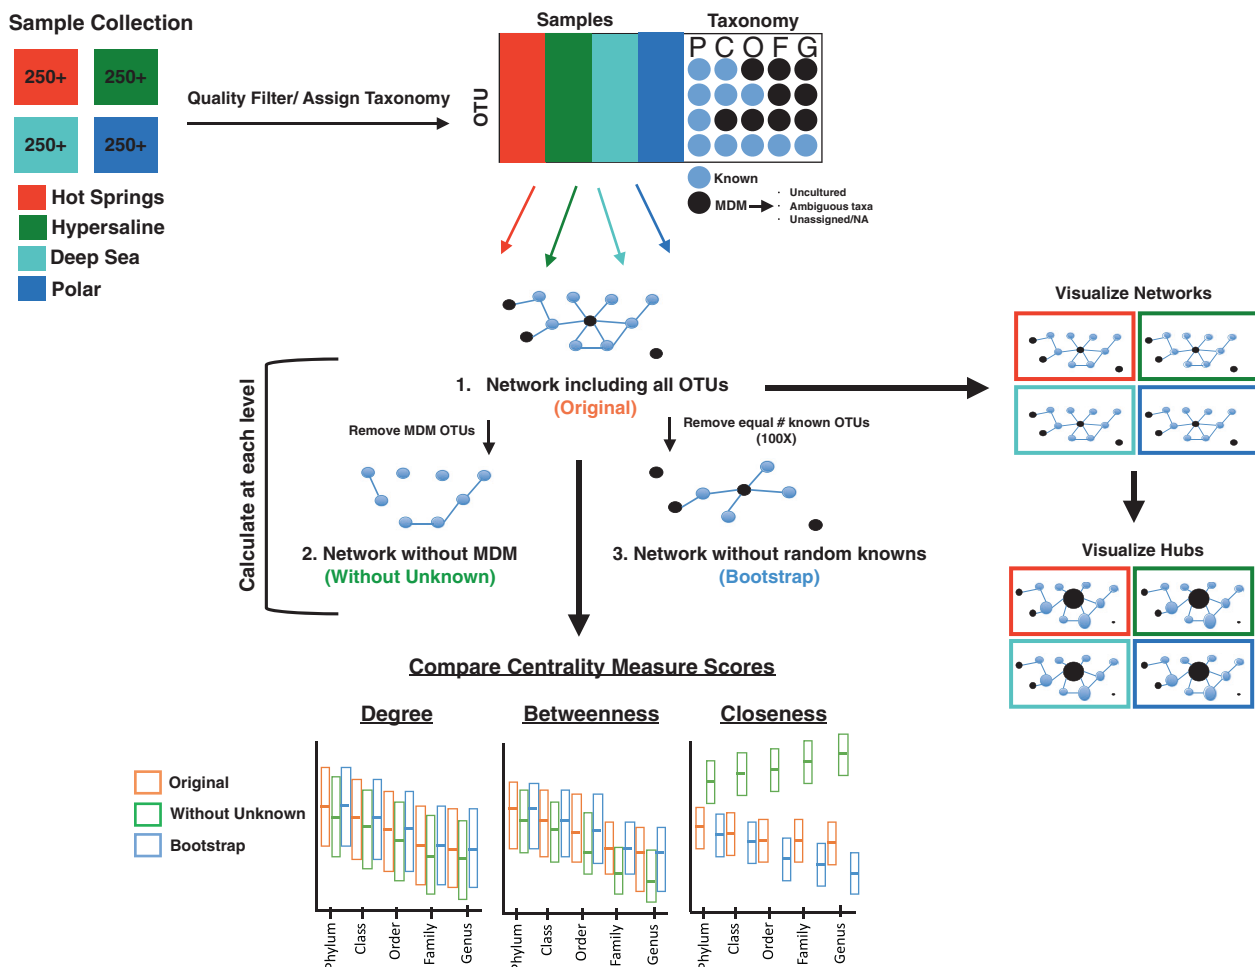 Sample Collection
250+ 250+
250+ 250+
Hot Springs
Hypersaline
Deep Sea
Polar
Quality Filter/ Assign Taxonomy
Samples
Taxonomy
OTU
P C O F G
Known
MDM
· Uncultured
· Ambiguous taxa
· Unassigned/NA
Calculate at each level
1. Network including all OTUs
(Original)
Remove MDM OTUs
Remove equal # known OTUs
(100X)
2. Network without MDM
(Without Unknown)
3. Network without random knowns
(Bootstrap)
Visualize Networks
Visualize Hubs
Compare Centrality Measure Scores
Degree
Betweenness
Closeness
Original
Without Unknown
Bootstrap
Phylum
Class
Order
Family
Genus
Phylum
Class
Order
Family
Genus
Phylum
Class
Order
Family
Genus